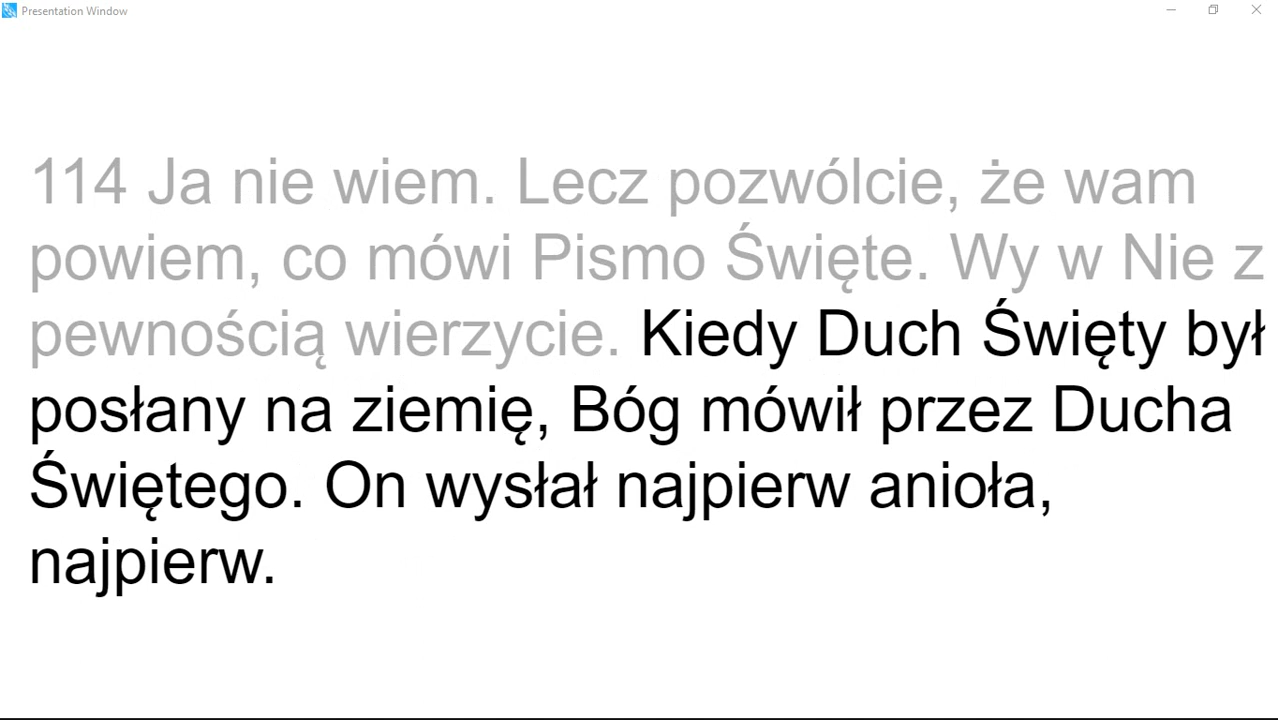 Presentation Window
114 Ja nie wiem. Lecz pozwólcie, że wam
powiem, co mówi Pismo Święte. Wy w Nie z
pewnością wierzycie. Kiedy Duch Święty był
posłany na ziemię, Bóg mówił przez Ducha
Świętego. On wysłał najpierw anioła,
najpierw.